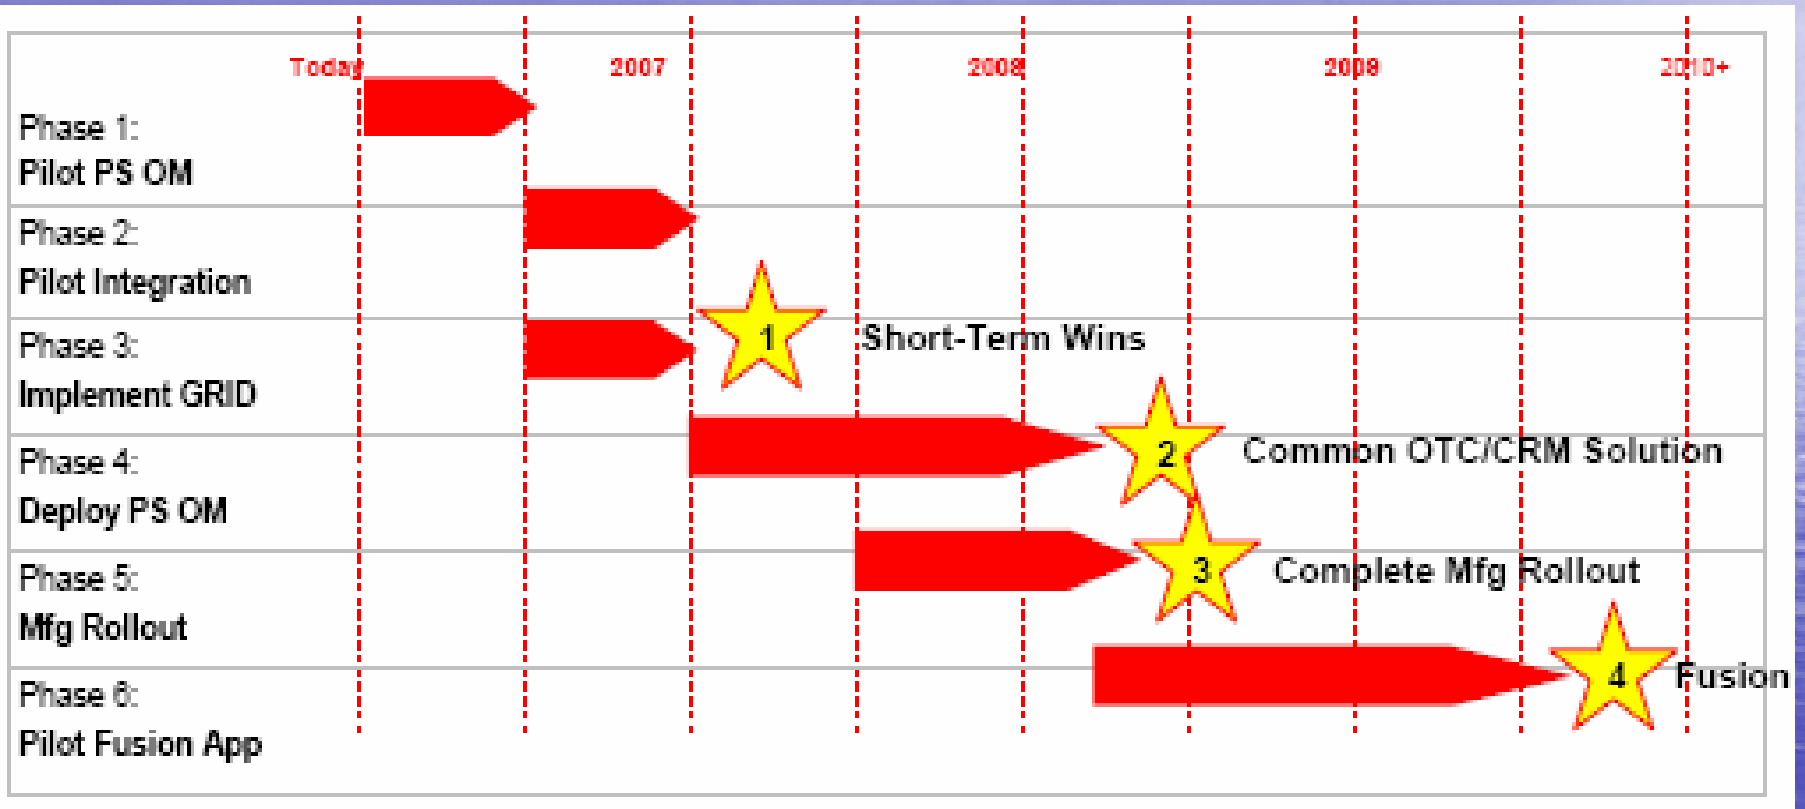 Today 2007 2008 2009 2010+
Phase 1:
Pilot PS OM
Phase 2:
Pilot Integration
Phase 3:
Implement GRID
1 Short-Term Wins
Phase 4:
Deploy PS OM
2 Common OTC/CRM Solution
Phase 5:
Mfg Rollout
3 Complete Mfg Rollout
Phase 6:
Pilot Fusion App
4 Fusion